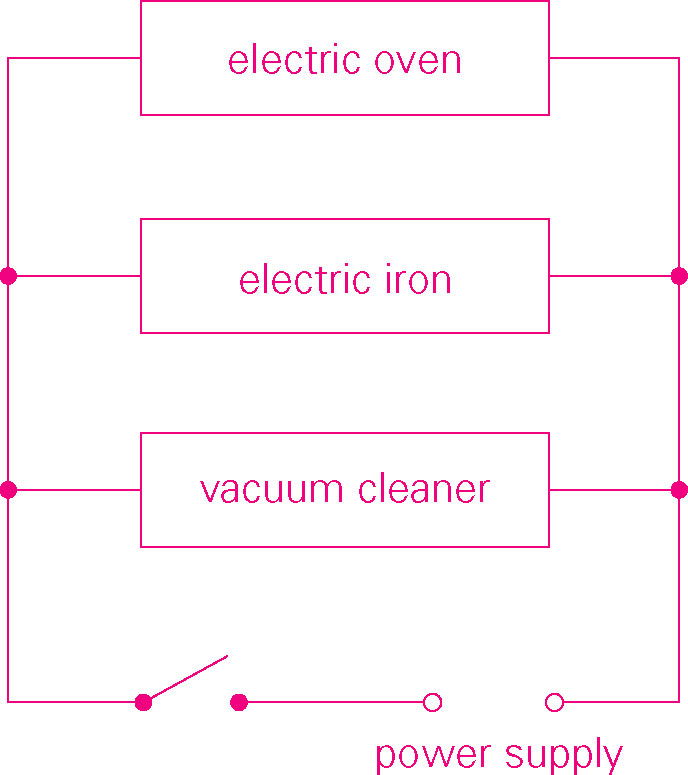 electric oven
electric iron
vacuum cleaner
power supply